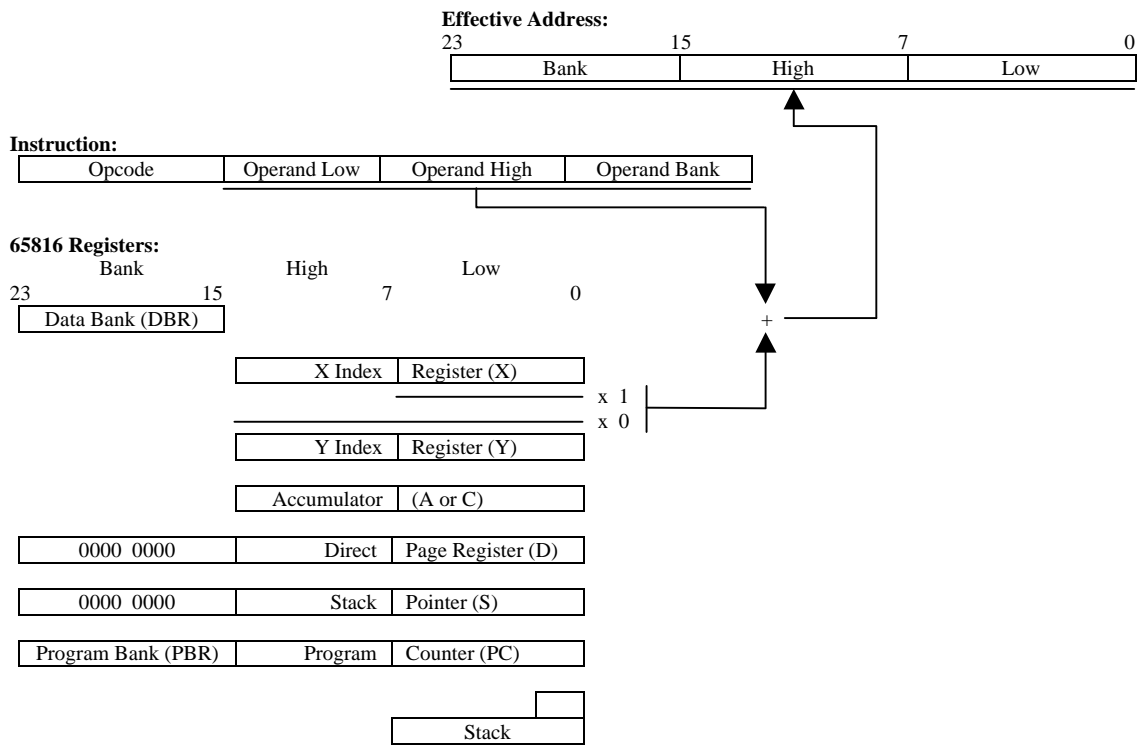 Effective Address:
23 15 7 0
Bank High Low
Instruction:
Opcode Operand Low Operand High Operand Bank
65816 Registers:
Bank High Low
23 15 7 0
Data Bank (DBR)
+
X Index Register (X)
x 1
x 0
Y Index Register (Y)
Accumulator (A or C)
0000 0000 Direct Page Register (D)
0000 0000 Stack Pointer (S)
Program Bank (PBR) Program Counter (PC)
Stack